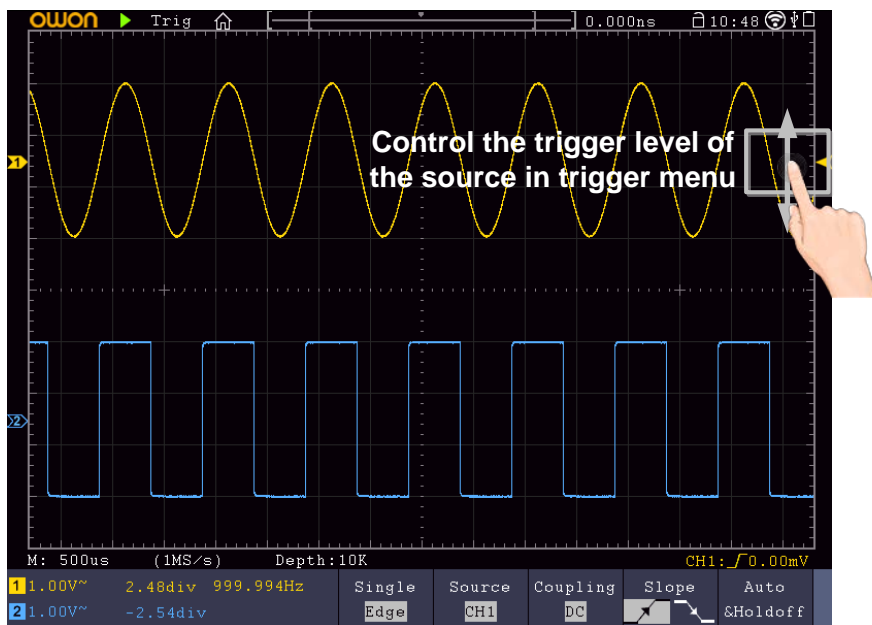 owon Trig 0.000ns 10:48
Control the trigger level of
the source in trigger menu
1
2
M: 500us (1MS/s) Depth:10K CH1: 0.00mV
1 1.00V~ 2.48div 999.994Hz Single Source Coupling Slope Auto
2 1.00V~ -2.54div Edge CH1 DC &Holdoff